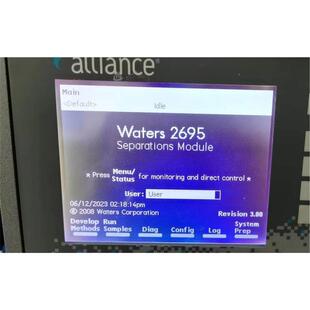 alliance®
Main
<Default> Idle
Waters 2695
Separations Module
* Press Menu/Status for monitoring and direct control *
User: User
06/12/2023 02:18:14pm
© 2008 Waters Corporation Revision 3.00
Develop Methods Run Samples Diag Config Log System Prep